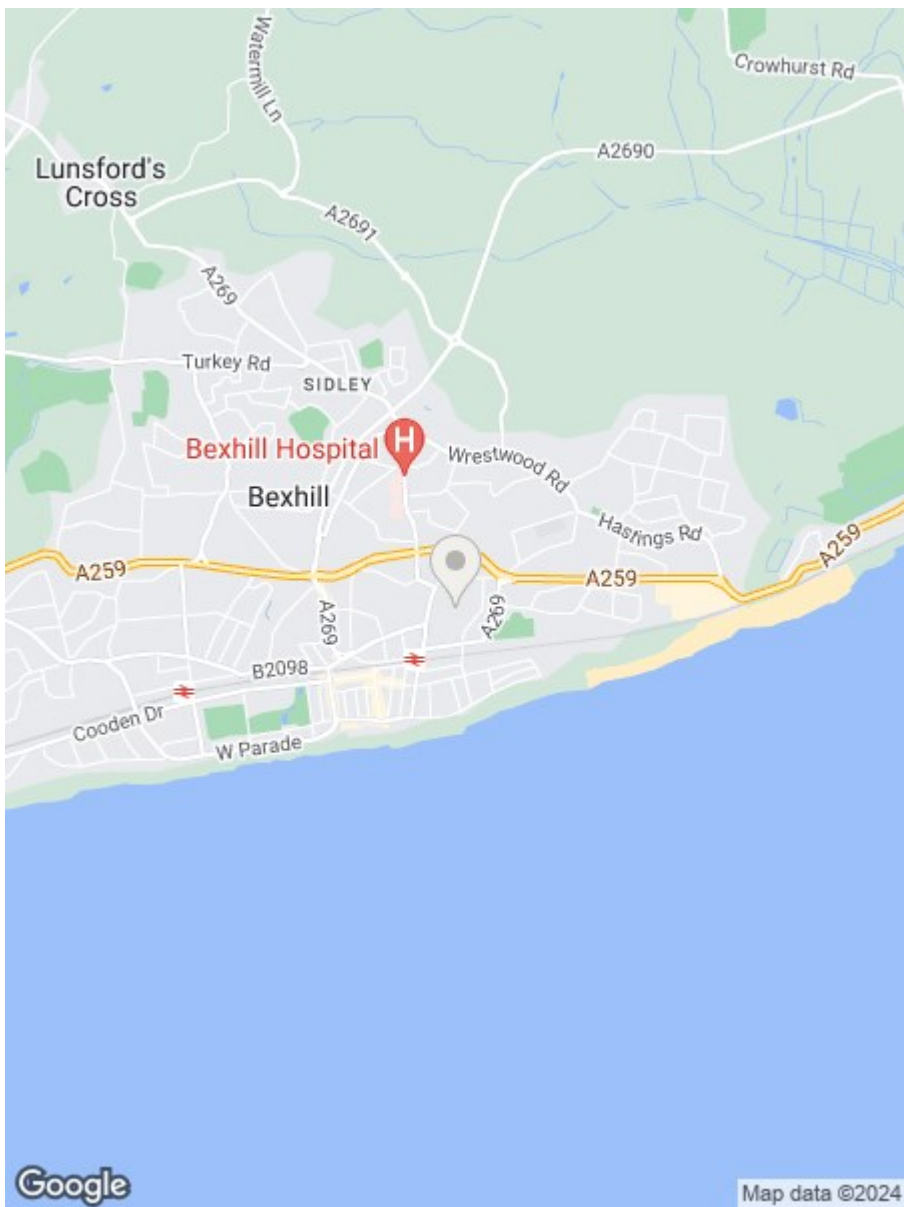 Watermill Ln
Crowhurst Rd
A2690
Lunsford's
Cross
A2691
A269
Turkey Rd
SIDLEY
Bexhill Hospital
H
Wrestwood Rd
Bexhill
Hastings Rd
A259
A259
A259
A269
A269
B2098
Cooden Dr
W Parade
Google
Map data ©2024